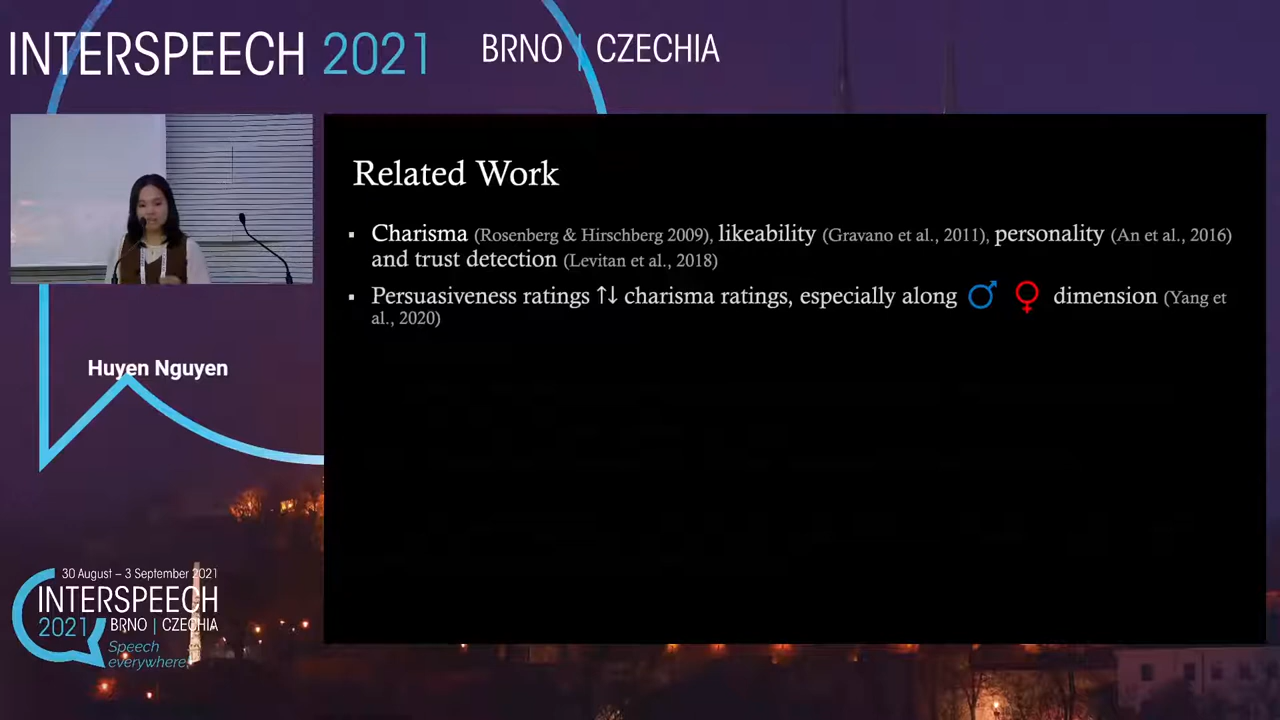 INTERSPEECH 2021 BRNO | CZECHIA
Related Work
▪ Charisma (Rosenberg & Hirschberg 2009), likeability (Gravano et al., 2011), personality (An et al., 2016)
and trust detection (Levitan et al., 2018)
▪ Persuasiveness ratings ↑↓ charisma ratings, especially along ♂ ♀ dimension (Yang et
al., 2020)
Huyen Nguyen
30 August – 3 September 2021
INTERSPEECH
2021 BRNO | CZECHIA
Speech
everywhere!